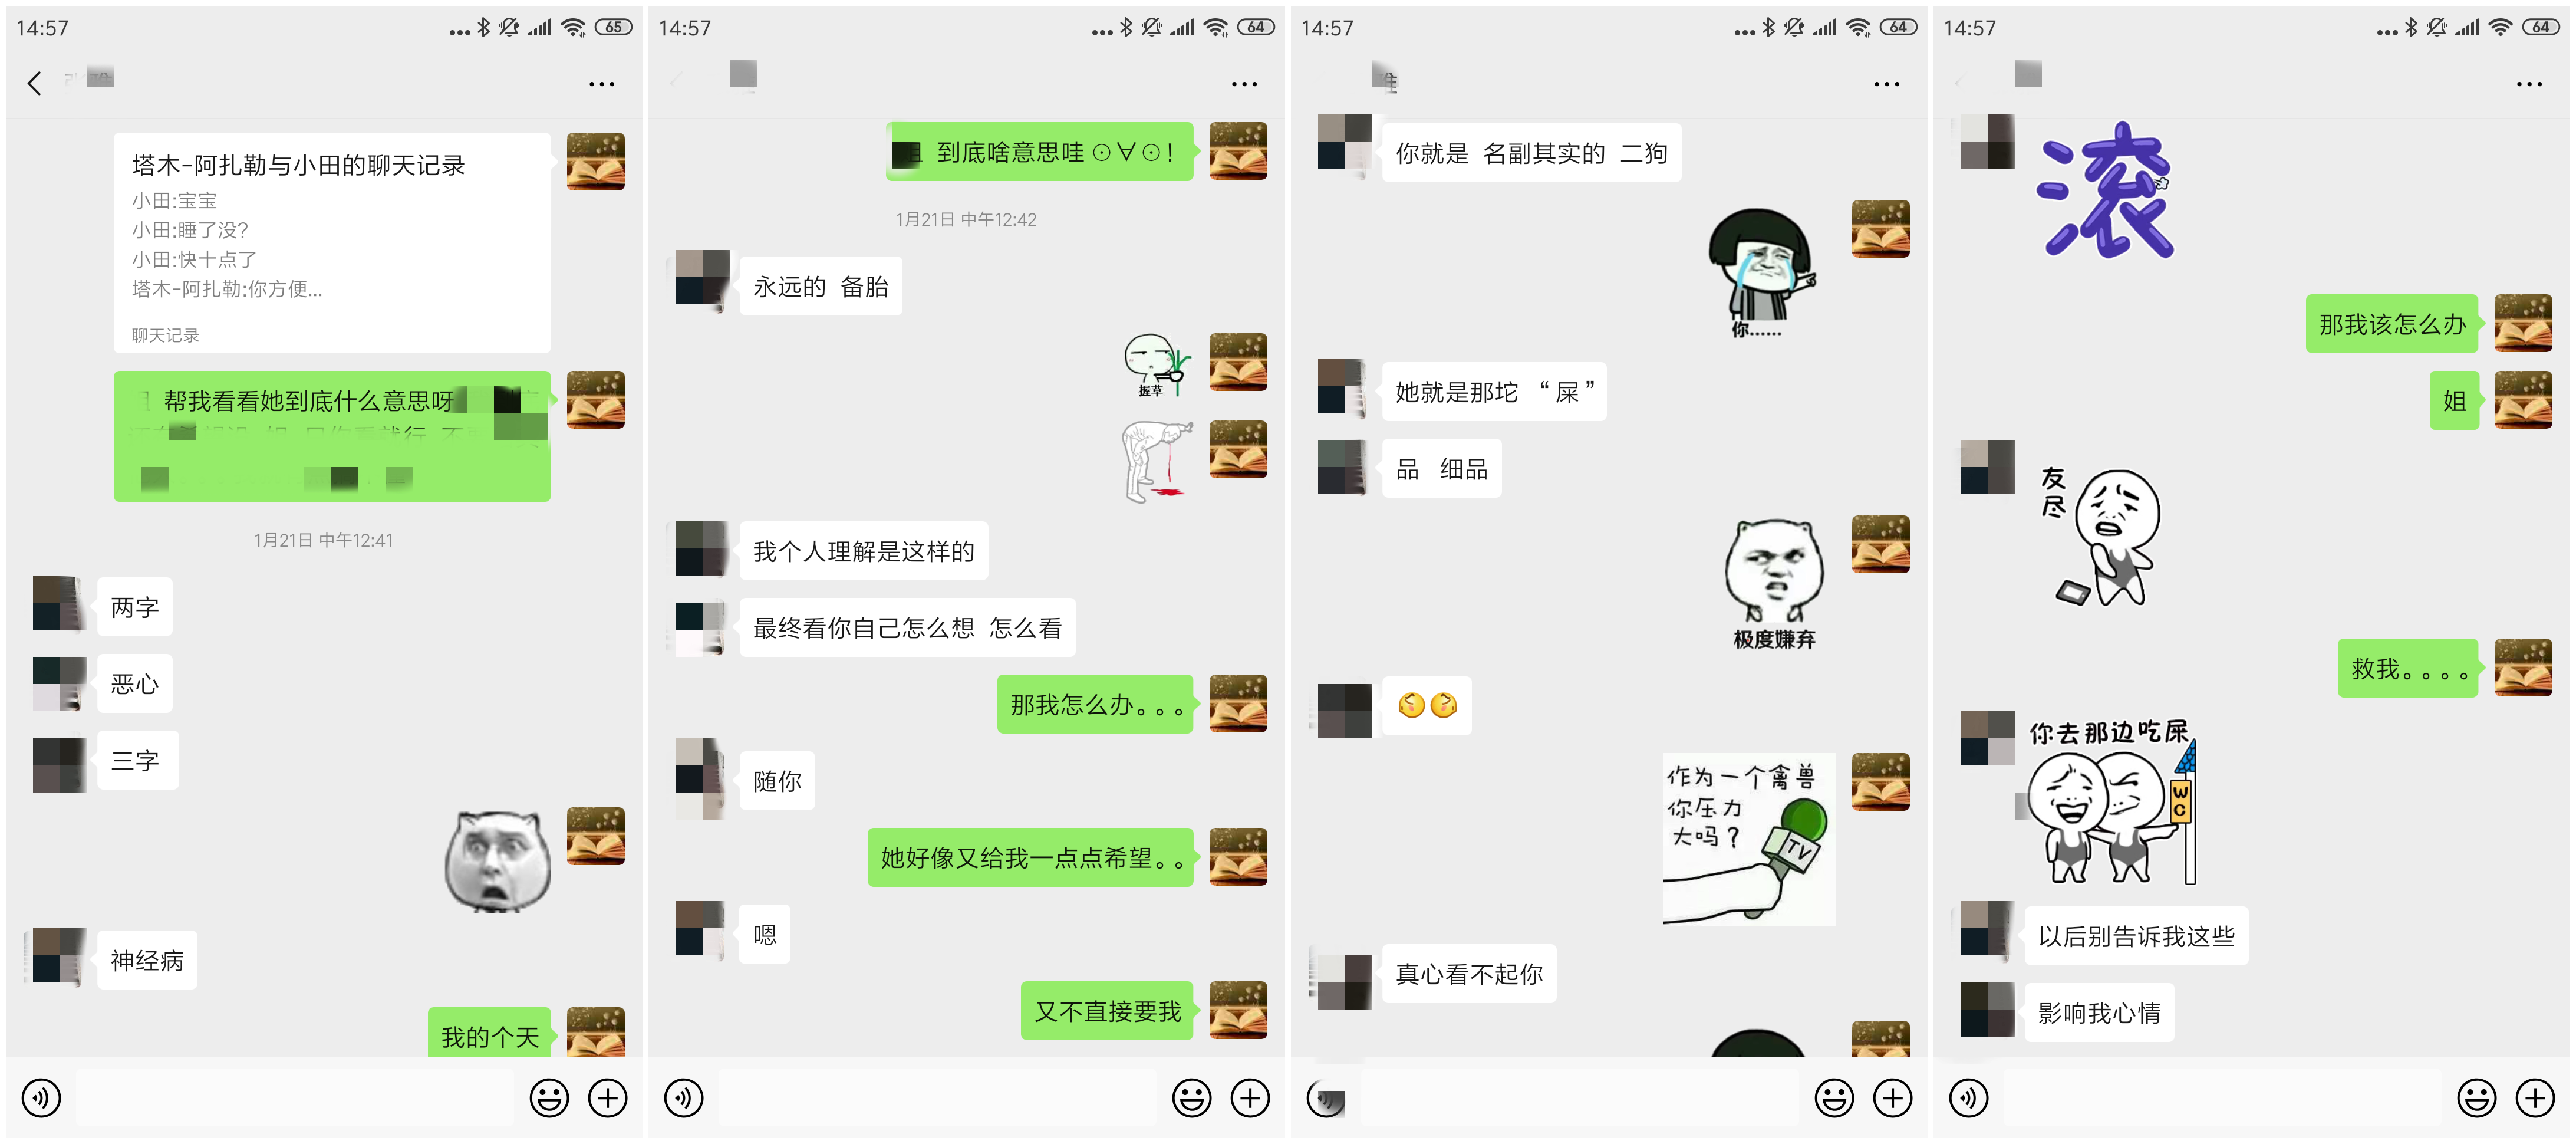 14:57
65
塔木-阿扎勒与小田的聊天记录
小田:宝宝
小田:睡了没?
小田:快十点了
塔木-阿扎勒:你方便...
聊天记录
帮我看看她到底什么意思呀
1月21日 中午12:41
两字
恶心
三字
神经病
我的个天
14:57
64
到底啥意思哇⊙∀⊙!
1月21日 中午12:42
永远的 备胎
握草
我个人理解是这样的
最终看你自己怎么想 怎么看
那我怎么办。。。
随你
她好像又给我一点点希望。。
嗯
又不直接要我
14:57
64
你就是 名副其实的 二狗
你……
她就是那坨 “屎”
品 细品
极度嫌弃
作为一个禽兽
你压力
大吗?
TV
真心看不起你
14:57
64
滚
那我该怎么办
姐
友尽
救我。。。。
你去那边吃屎
WC
以后别告诉我这些
影响我心情